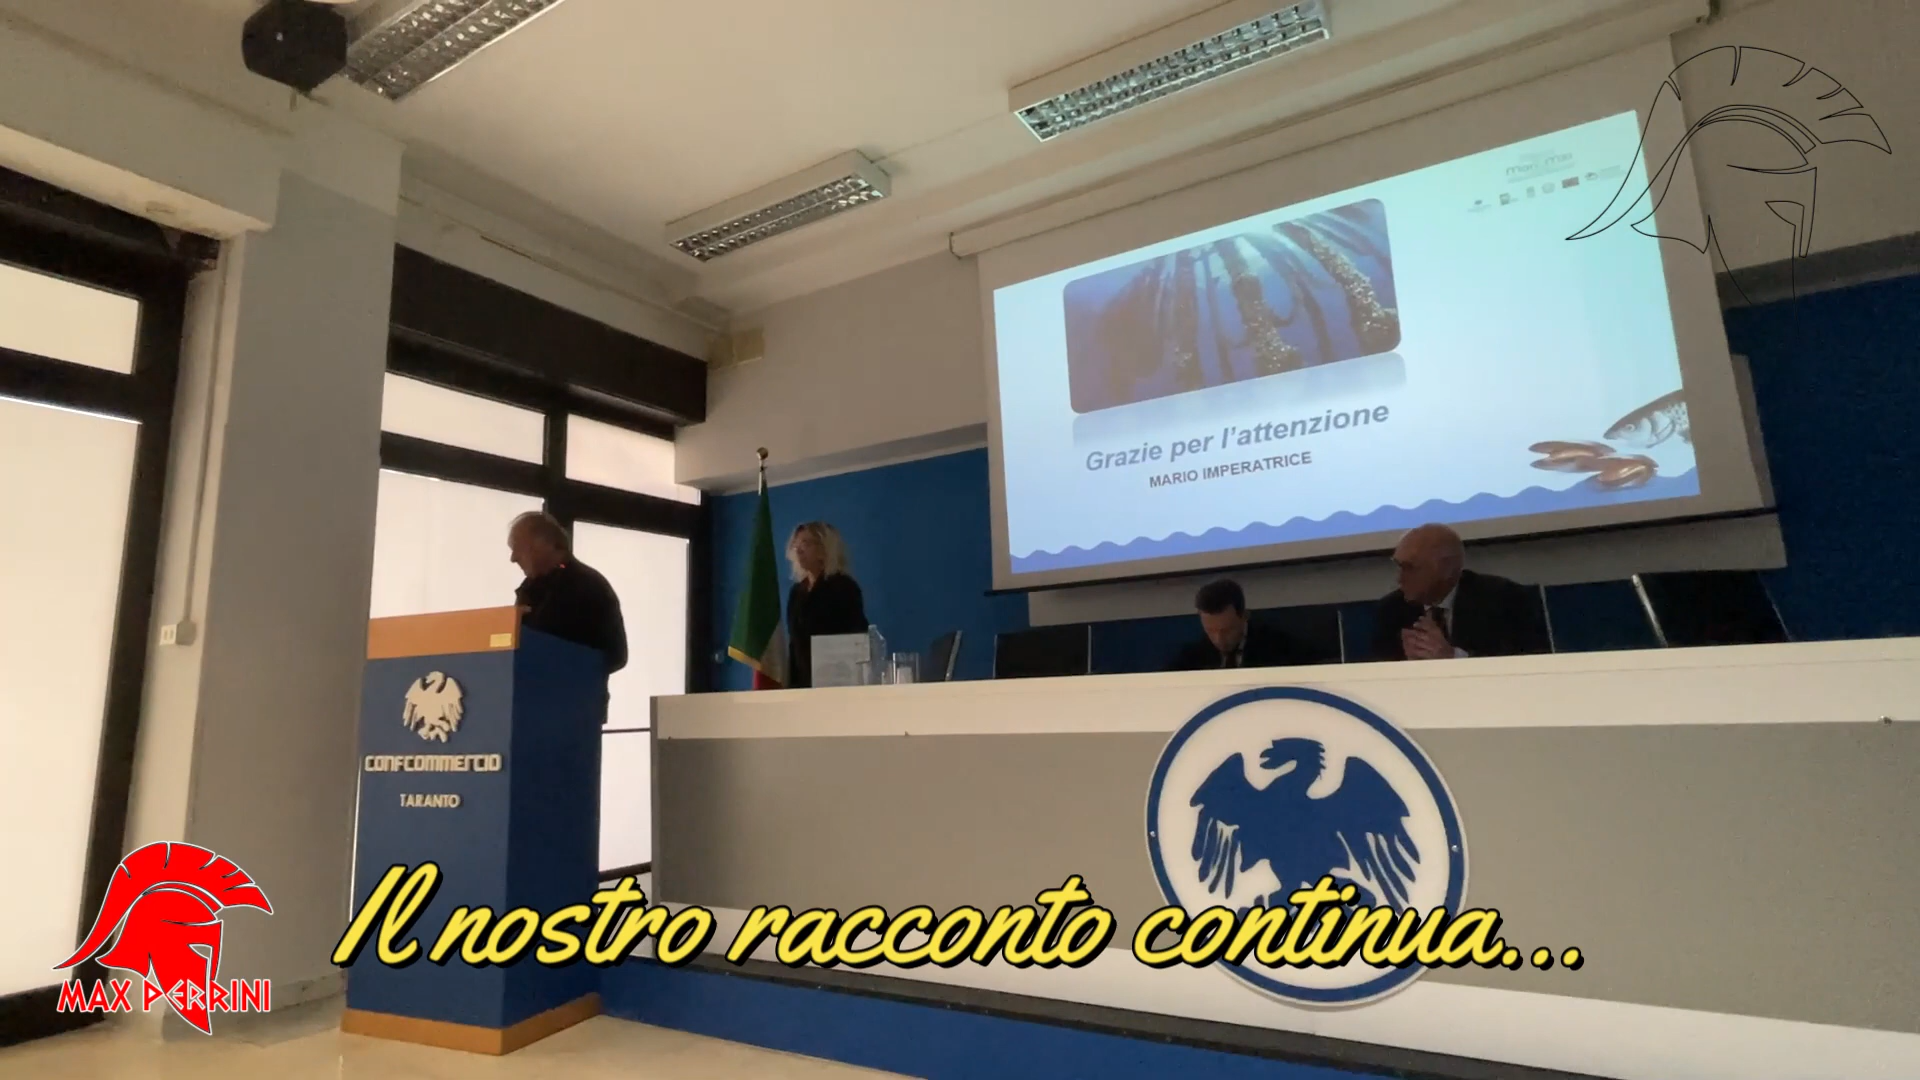 Grazie per l'attenzione
MARIO IMPERATRICE
CONFCOMMERCIO
TARANTO
Il nostro racconto continua...
MAX PERRINI